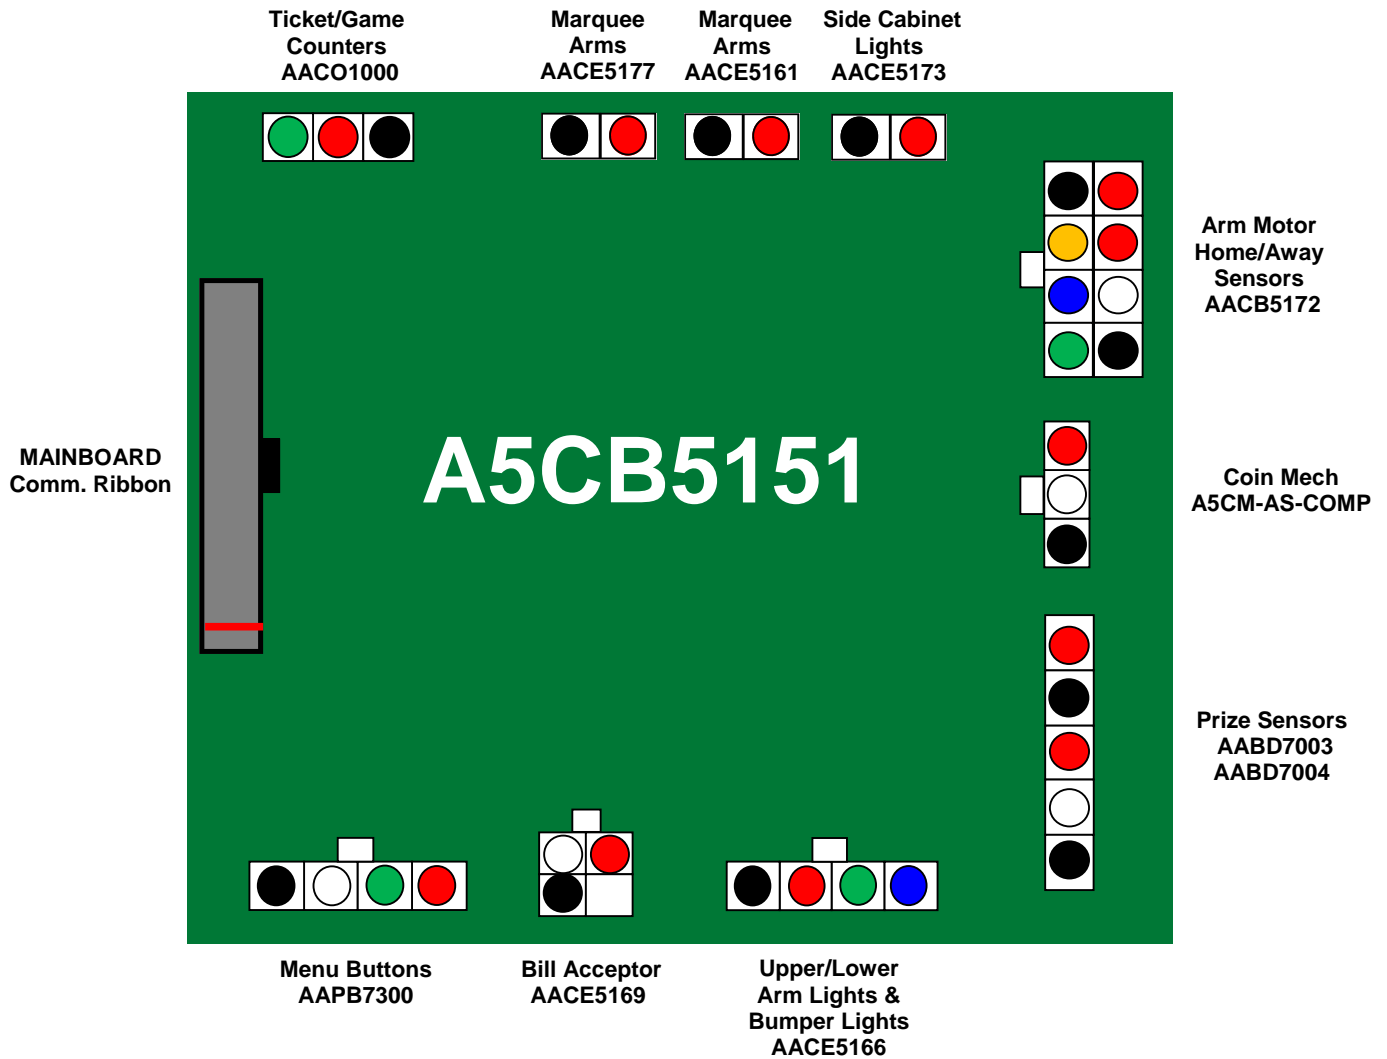 Ticket/Game
Counters
AACO1000
Marquee
Arms
AACE5177
Marquee
Arms
AACE5161
Side Cabinet
Lights
AACE5173
Arm Motor
Home/Away
Sensors
AACB5172
MAINBOARD
Comm. Ribbon
A5CB5151
Coin Mech
A5CM-AS-COMP
Prize Sensors
AABD7003
AABD7004
Menu Buttons
AAPB7300
Bill Acceptor
AACE5169
Upper/Lower
Arm Lights &
Bumper Lights
AACE5166